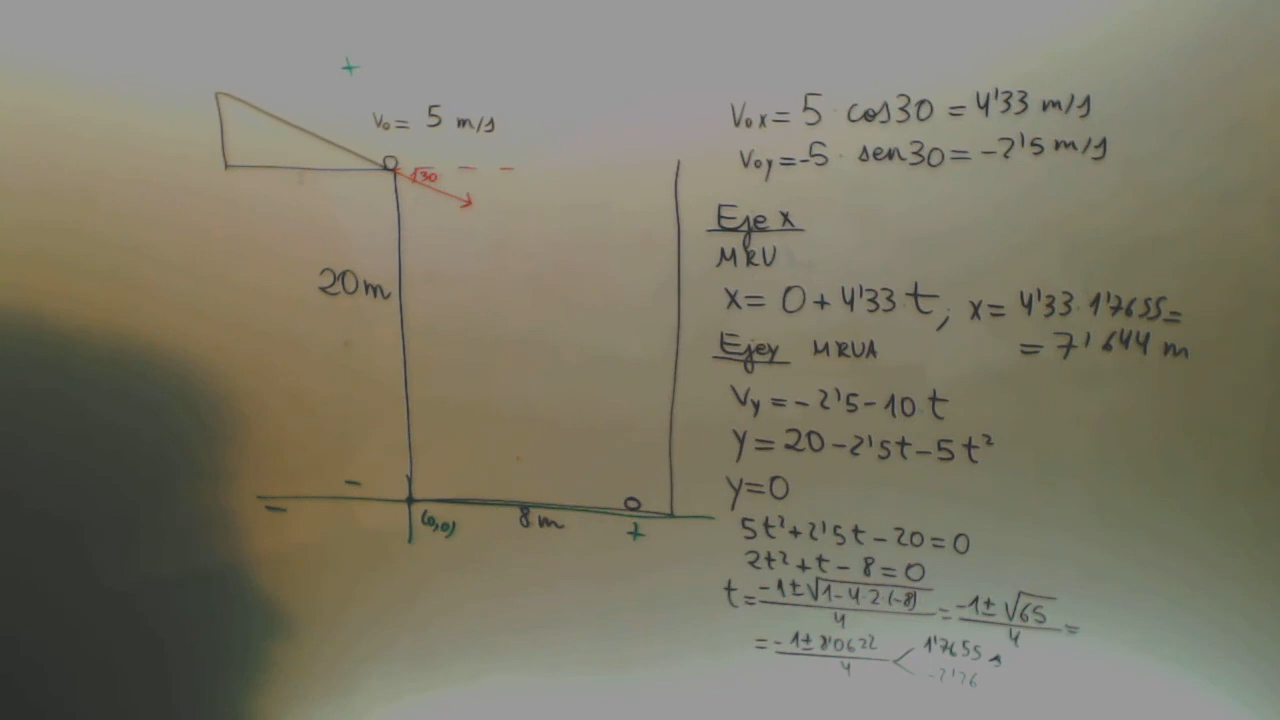 +
V₀= 5 m/s
30
20m
-
-
(0,0)
8m
+
V₀x = 5 · cos30 = 4'33 m/s
V₀y = -5 · sen30 = -2'5 m/s
Eje x
MRU
x = 0 + 4'33 t; x = 4'33 · 1'7655 =
= 7'644 m
Eje y MRUA
Vy = -2'5 - 10 t
y = 20 - 2'5t - 5t²
y=0
5t² + 2'5t - 20 = 0
2t² + t - 8 = 0
t = (-1 ± √(1 - 4·2·(-8)))/4 = (-1 ± √65)/4 =
= (-1 ± 8'0622)/4 < 1'7655 s
-2'26